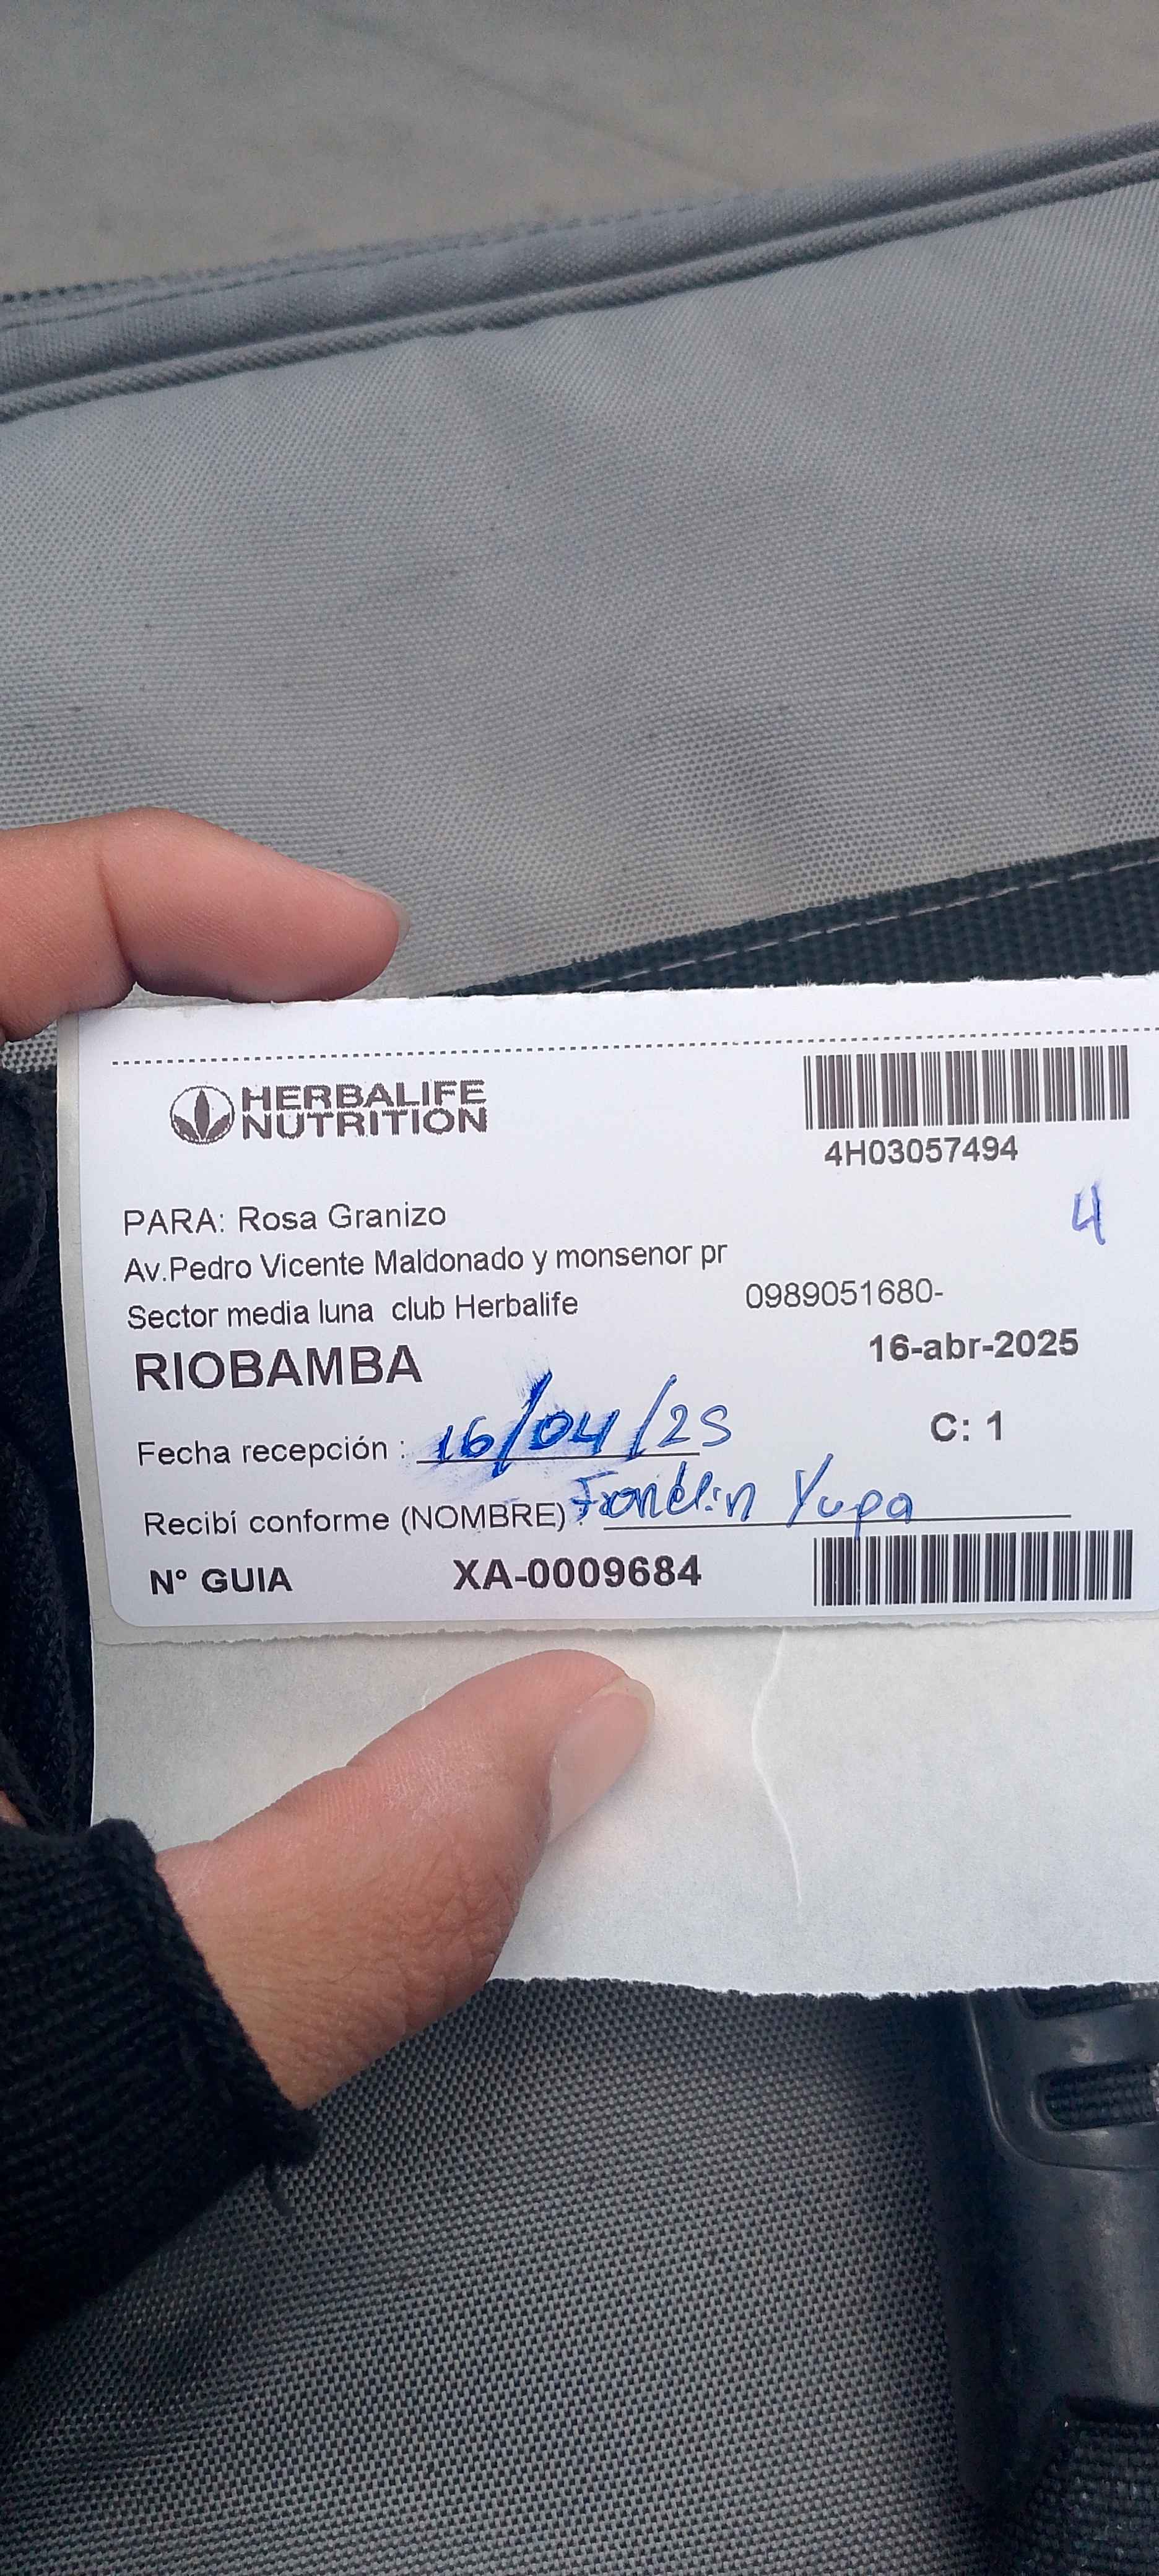 HERBALIFE
NUTRITION
4H03057494
4
PARA: Rosa Granizo
Av.Pedro Vicente Maldonado y monsenor pr
Sector media luna club Herbalife 0989051680-
RIOBAMBA 16-abr-2025
Fecha recepción : 16/04/25 C: 1
Recibí conforme (NOMBRE) : Franklin Yupa
N° GUIA XA-0009684